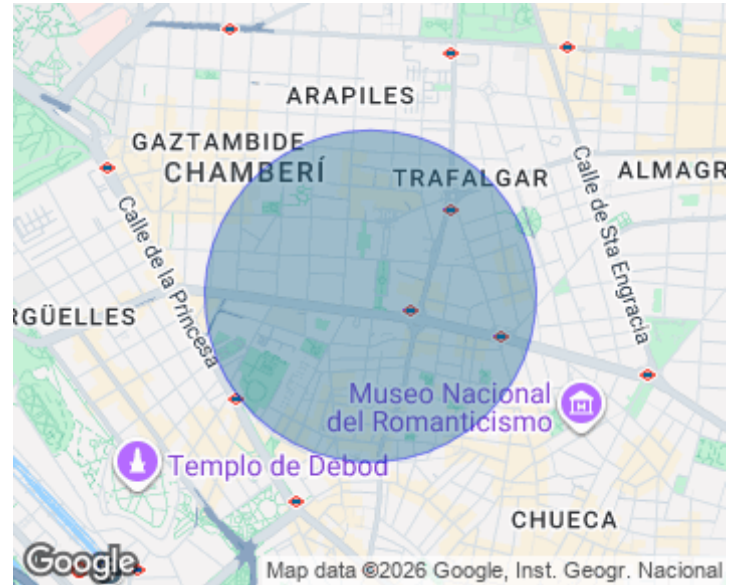 ARAPILES
GAZTAMBIDE
CHAMBERÍ
TRAFALGAR
ALMAGR
Calle de la Princesa
Calle de Sta Engracia
RGÜELLES
Museo Nacional
del Romanticismo
Templo de Debod
CHUECA
Google
Map data ©2026 Google, Inst. Geogr. Nacional